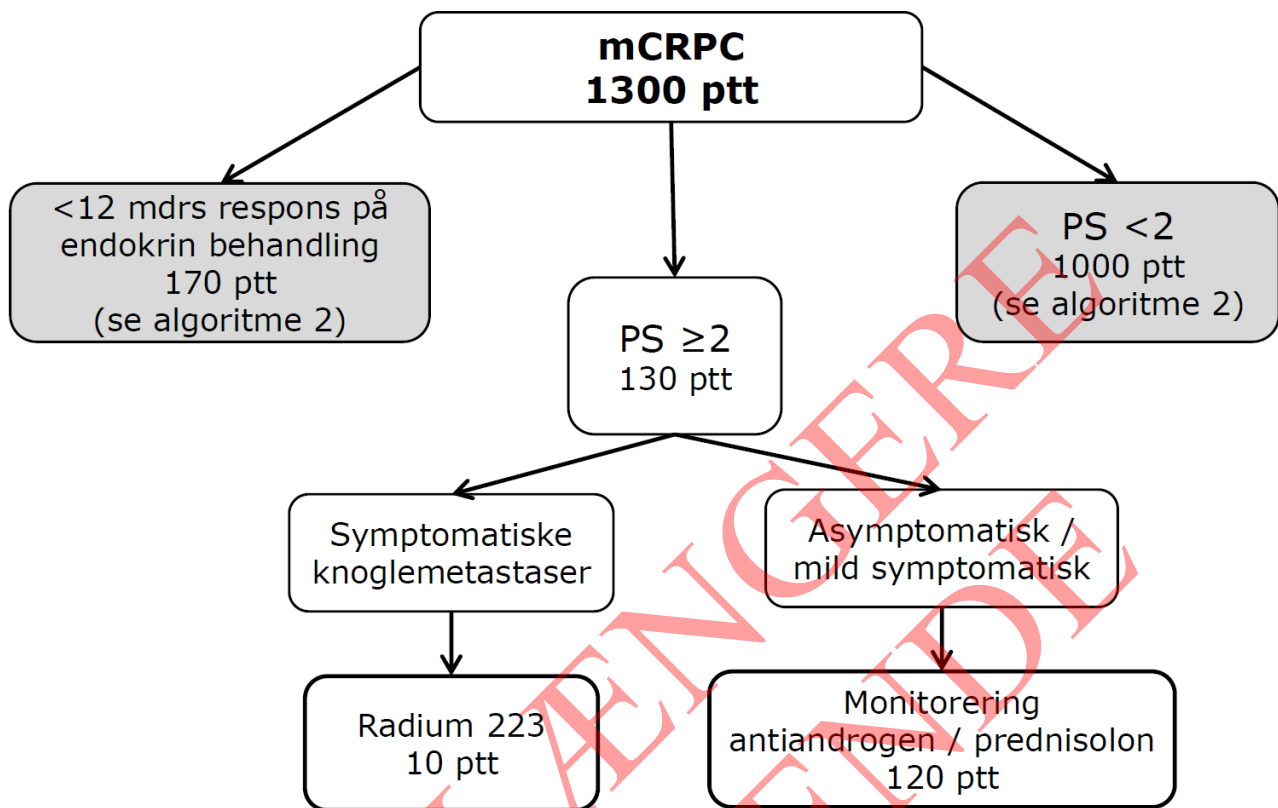 mCRPC
1300 ptt
<12 mdrs respons på
endokrin behandling
170 ptt
(se algoritme 2)
PS ≥2
130 ptt
PS <2
1000 ptt
(se algoritme 2)
Symptomatiske
knoglemetastaser
Asymptomatisk /
mild symptomatisk
Radium 223
10 ptt
Monitorering
antiandrogen / prednisolon
120 ptt
ÆNGERE